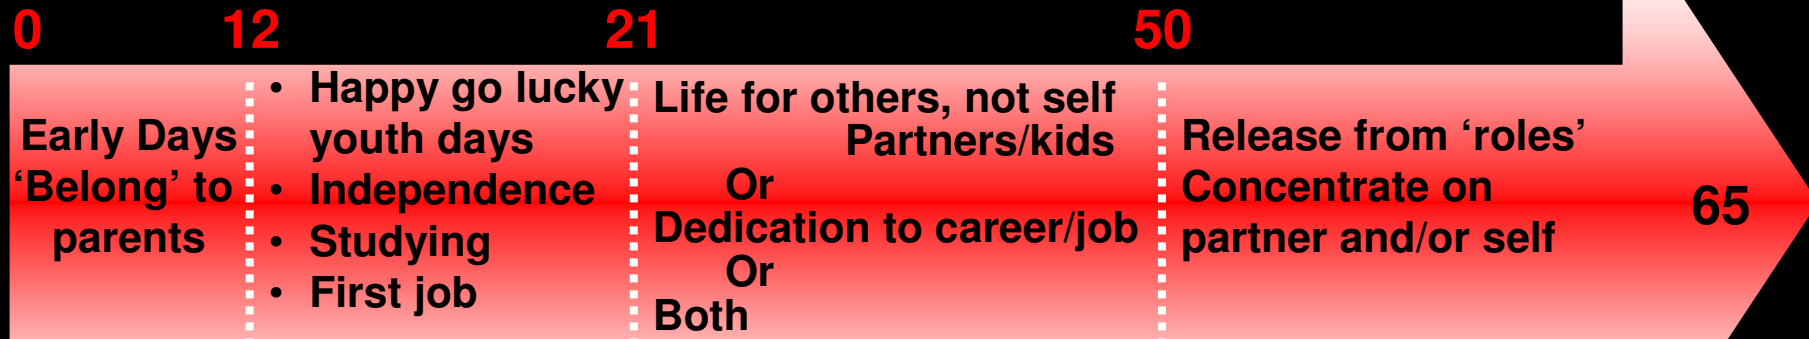 0 12 21 50
Early Days
‘Belong’ to
parents
• Happy go lucky
youth days
• Independence
• Studying
• First job
Life for others, not self
Partners/kids
Or
Dedication to career/job
Or
Both
Release from ‘roles’
Concentrate on
partner and/or self
65